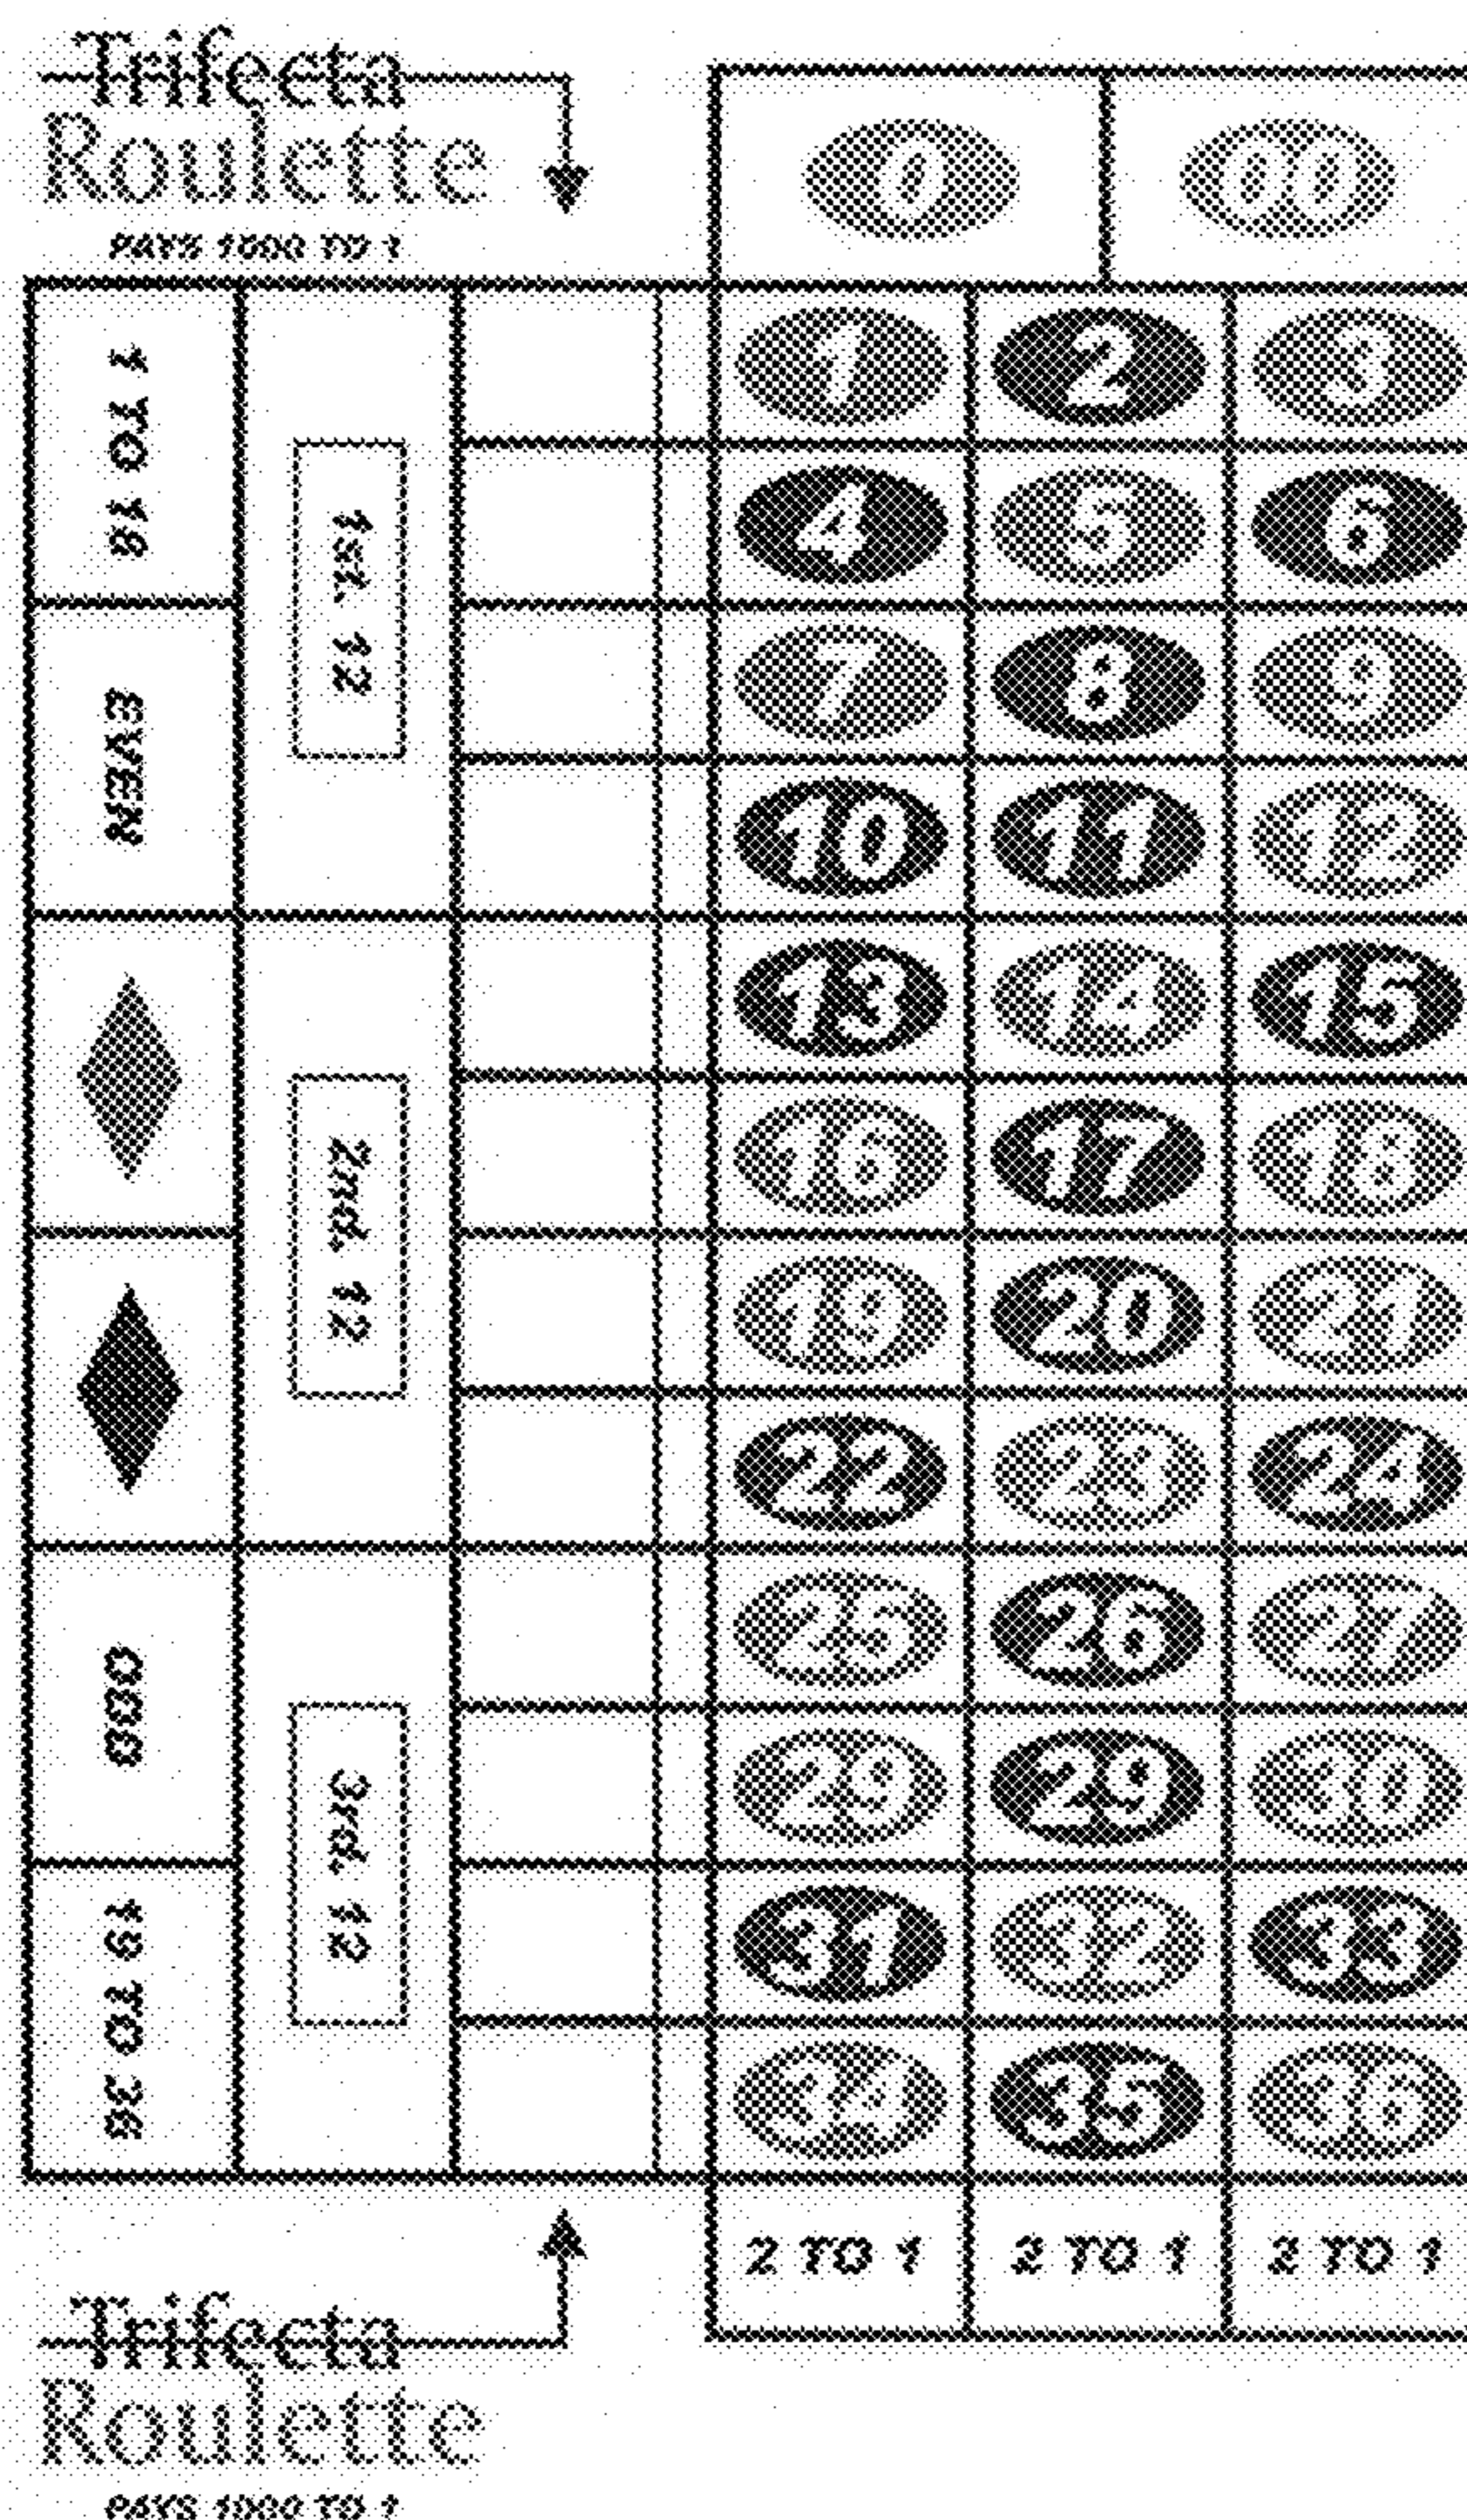 Trifecta
Roulette
PAYS 1000 TO 1
0 00
1 2 3
4 5 6
7 8 9
10 11 12
13 14 15
16 17 18
19 20 21
22 23 24
25 26 27
28 29 30
31 32 33
34 35 36
2 TO 1 2 TO 1 2 TO 1
1st. 12
2nd. 12
3rd. 12
1 TO 18
EVEN
ODD
19 TO 36
Trifecta
Roulette
PAYS 1000 TO 1